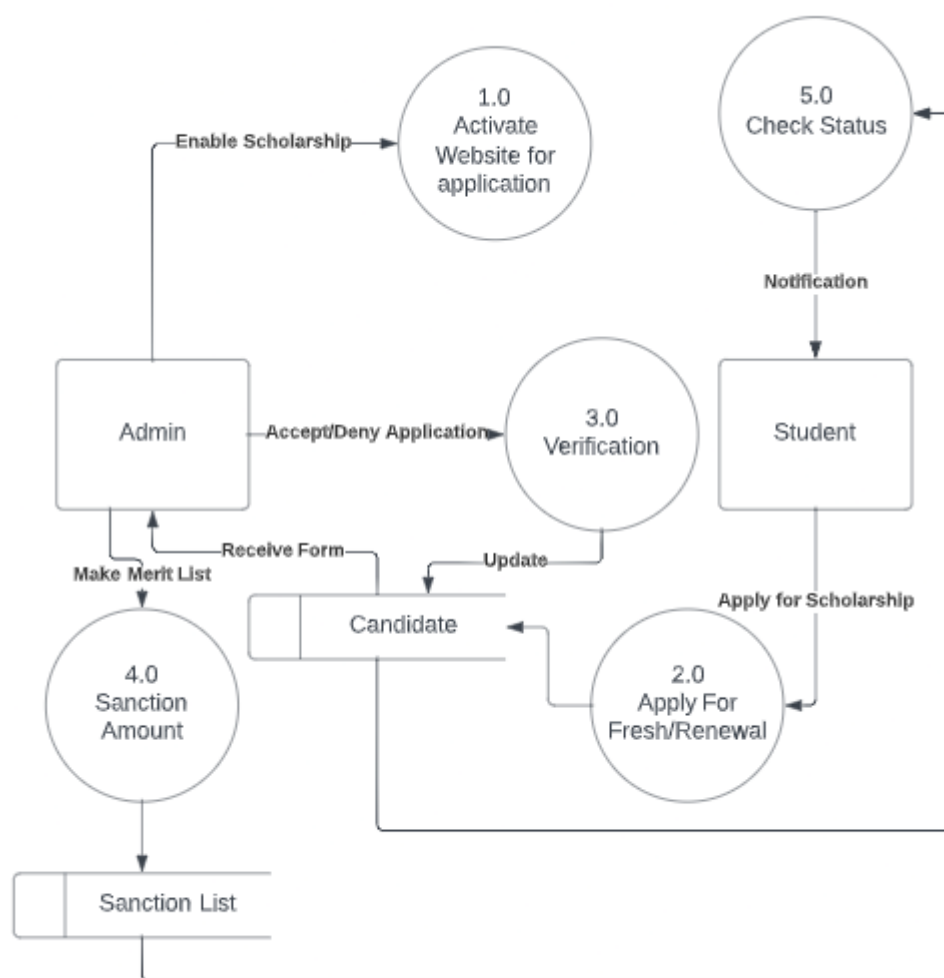 1.0
Activate
Website for
application
5.0
Check Status
Enable Scholarship
Notification
Admin
Accept/Deny Application
3.0
Verification
Student
Receive Form
Update
Make Merit List
Candidate
Apply for Scholarship
4.0
Sanction
Amount
2.0
Apply For
Fresh/Renewal
Sanction List